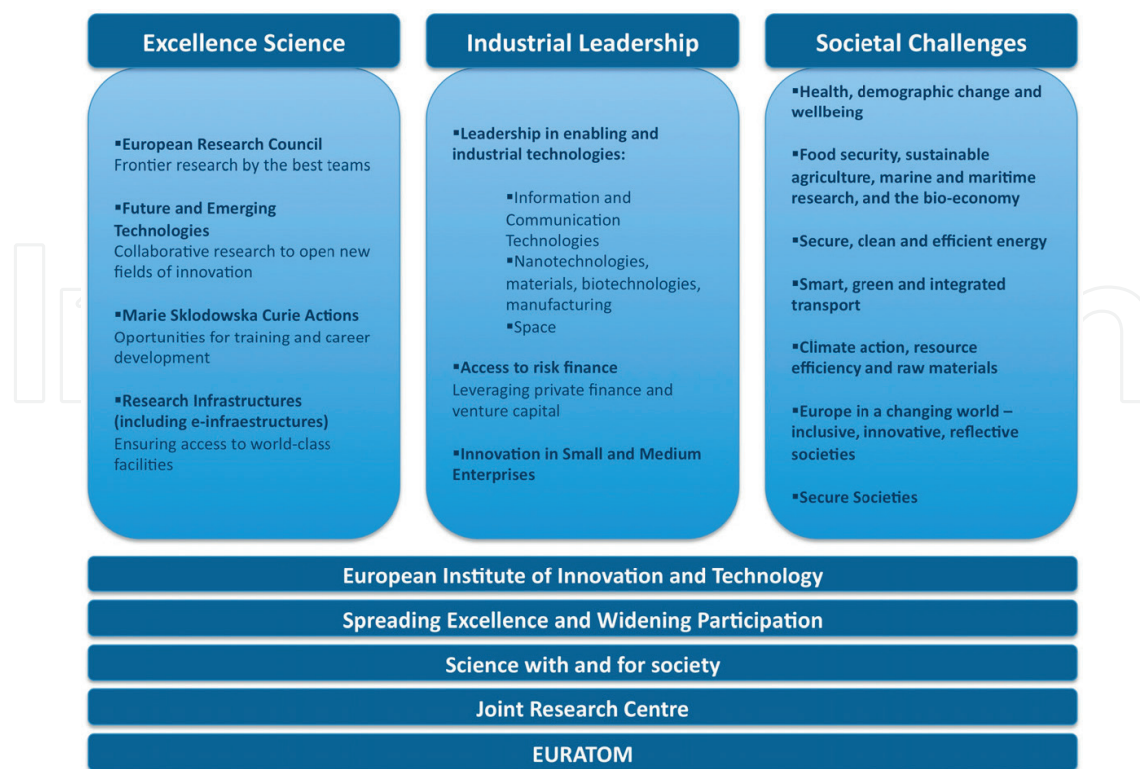 Excellence Science
▪European Research Council
Frontier research by the best teams
▪Future and Emerging
Technologies
Collaborative research to open new
fields of innovation
▪Marie Sklodowska Curie Actions
Oportunities for training and career
development
▪Research Infrastructures
(including e-infraestructures)
Ensuring access to world-class
facilities
Industrial Leadership
▪Leadership in enabling and
industrial technologies:
▪Information and
Communication
Technologies
▪Nanotechnologies,
materials, biotechnologies,
manufacturing
▪Space
▪Access to risk finance
Leveraging private finance and
venture capital
▪Innovation in Small and Medium
Enterprises
Societal Challenges
▪Health, demographic change and
wellbeing
▪Food security, sustainable
agriculture, marine and maritime
research, and the bio-economy
▪Secure, clean and efficient energy
▪Smart, green and integrated
transport
▪Climate action, resource
efficiency and raw materials
▪Europe in a changing world –
inclusive, innovative, reflective
societies
▪Secure Societies
European Institute of Innovation and Technology
Spreading Excellence and Widening Participation
Science with and for society
Joint Research Centre
EURATOM